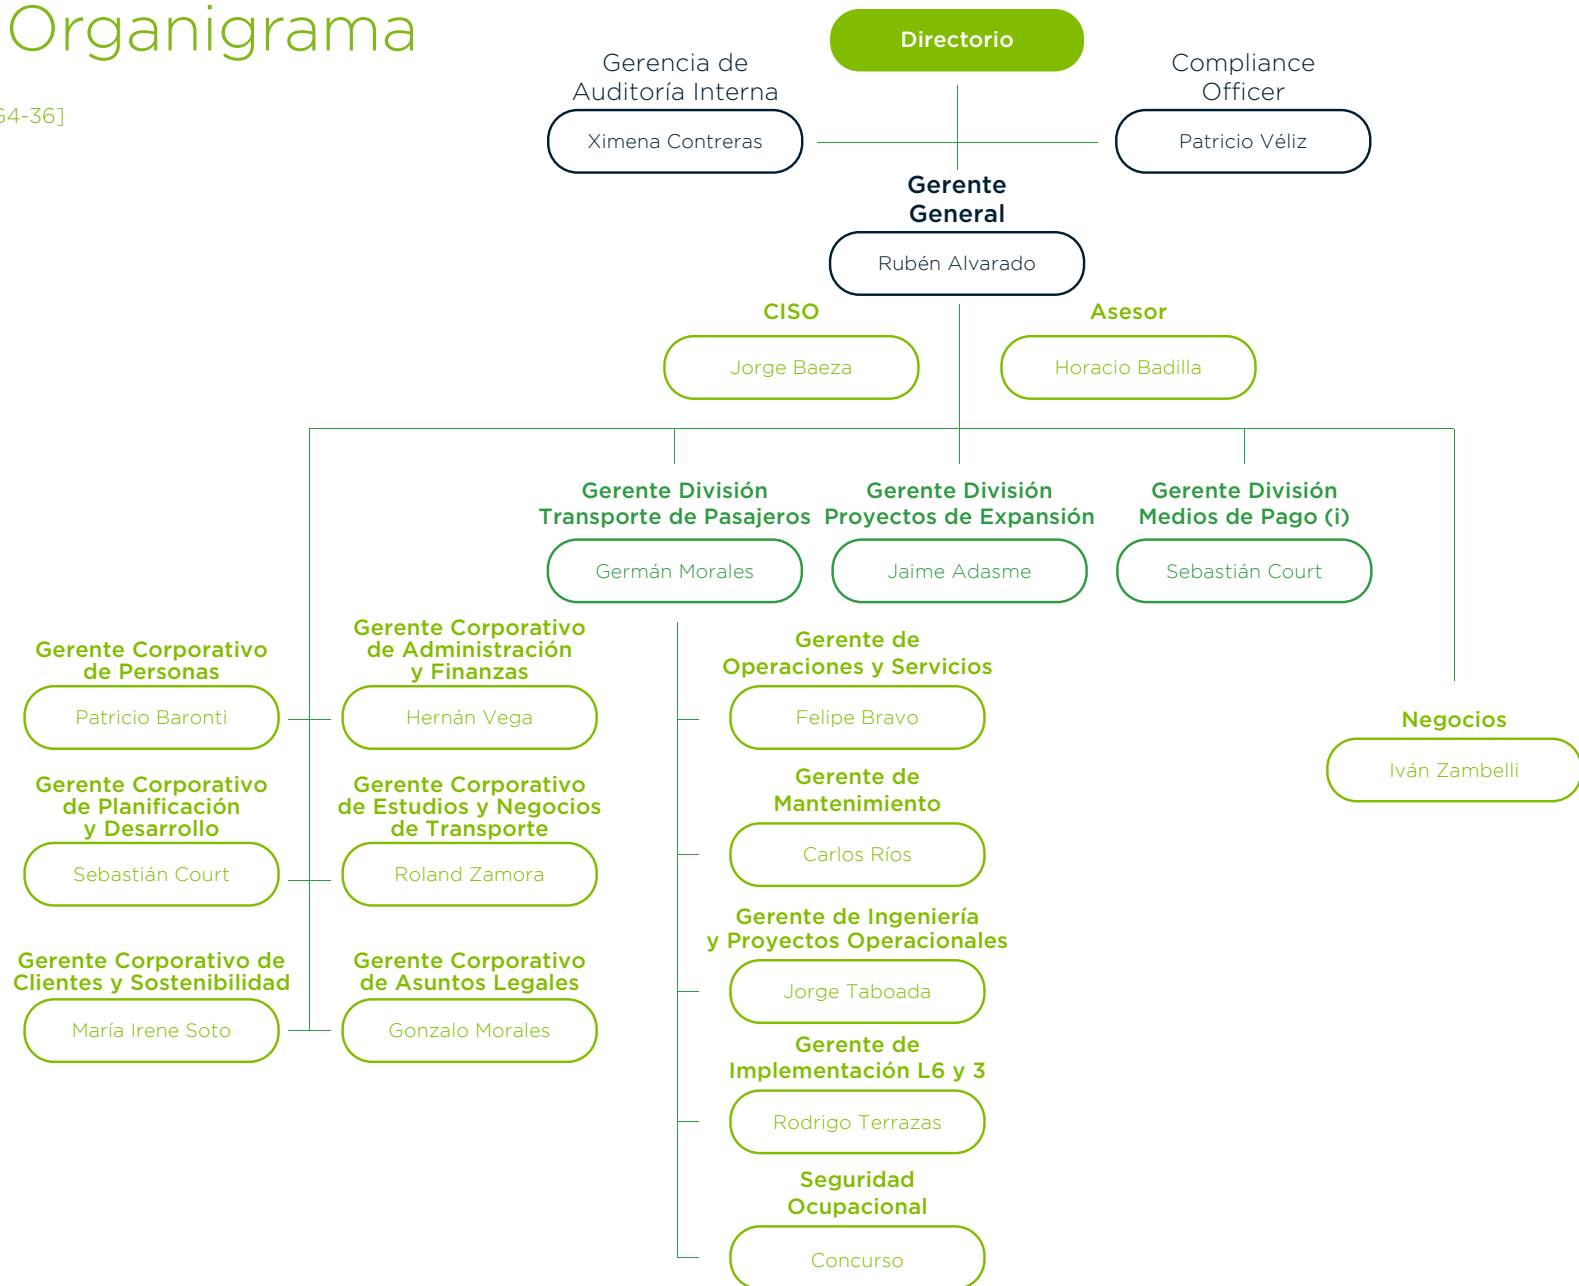 Organigrama
G4-36]
Directorio
Gerencia de
Auditoría Interna
Ximena Contreras
Compliance
Officer
Patricio Véliz
Gerente
General
Rubén Alvarado
CISO
Jorge Baeza
Asesor
Horacio Badilla
Gerente División
Transporte de Pasajeros
Germán Morales
Gerente División
Proyectos de Expansión
Jaime Adasme
Gerente División
Medios de Pago (i)
Sebastián Court
Gerente Corporativo
de Personas
Patricio Baronti
Gerente Corporativo
de Administración
y Finanzas
Hernán Vega
Gerente Corporativo
de Planificación
y Desarrollo
Sebastián Court
Gerente Corporativo
de Estudios y Negocios
de Transporte
Roland Zamora
Gerente Corporativo de
Clientes y Sostenibilidad
María Irene Soto
Gerente Corporativo
de Asuntos Legales
Gonzalo Morales
Gerente de
Operaciones y Servicios
Felipe Bravo
Gerente de
Mantenimiento
Carlos Ríos
Gerente de Ingeniería
y Proyectos Operacionales
Jorge Taboada
Gerente de
Implementación L6 y 3
Rodrigo Terrazas
Seguridad
Ocupacional
Concurso
Negocios
Iván Zambelli